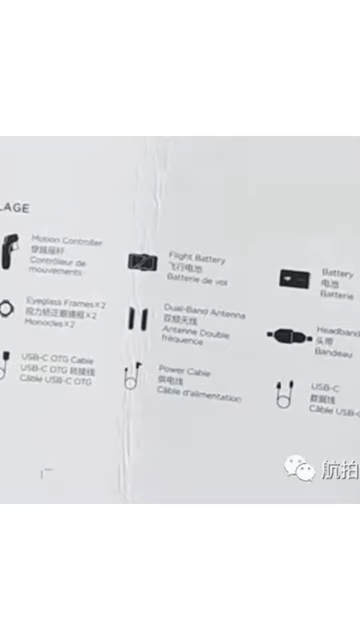 LAGE
Motion Controller
穿越摇杆
Contrôleur de
mouvements
Flight Battery
飞行电池
Batterie de vol
Battery
电池
Batterie
Eyeglass Frames×2
视力矫正眼镜框×2
Monocles×2
Dual-Band Antenna
双频天线
Antenne Double
fréquence
Headband
头带
Bandeau
USB-C OTG Cable
USB-C OTG 连接线
Câble USB-C OTG
Power Cable
供电线
Câble d'alimentation
USB-C
数据线
Câble USB-C
航拍